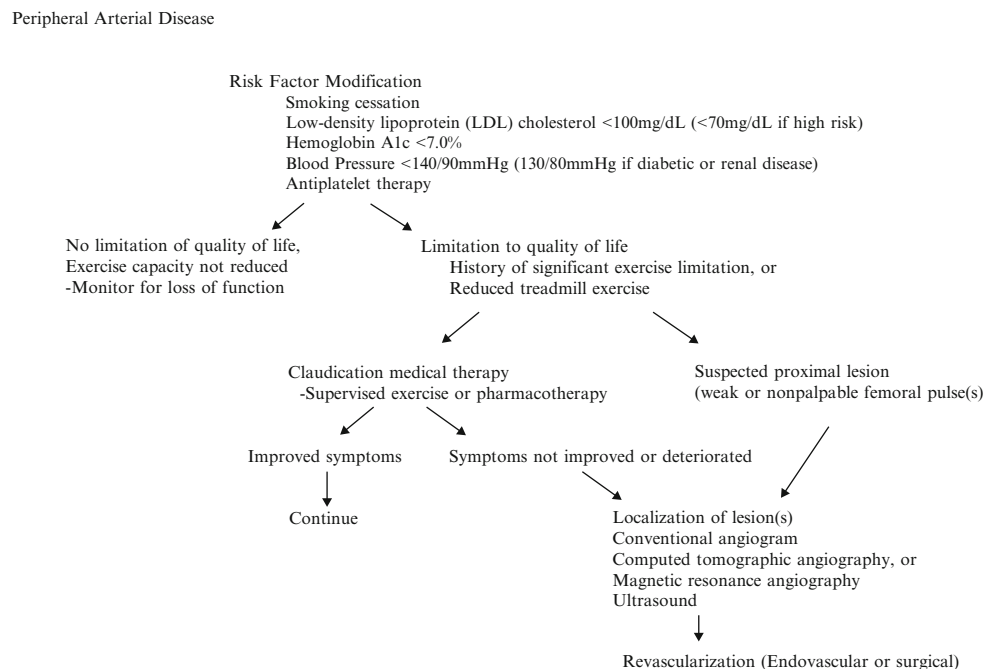 Peripheral Arterial Disease
Risk Factor Modification
Smoking cessation
Low-density lipoprotein (LDL) cholesterol <100mg/dL (<70mg/dL if high risk)
Hemoglobin A1c <7.0%
Blood Pressure <140/90mmHg (130/80mmHg if diabetic or renal disease)
Antiplatelet therapy
No limitation of quality of life,
Exercise capacity not reduced
-Monitor for loss of function
Limitation to quality of life
History of significant exercise limitation, or
Reduced treadmill exercise
Claudication medical therapy
-Supervised exercise or pharmacotherapy
Suspected proximal lesion
(weak or nonpalpable femoral pulse(s)
Improved symptoms
Symptoms not improved or deteriorated
Continue
Localization of lesion(s)
Conventional angiogram
Computed tomographic angiography, or
Magnetic resonance angiography
Ultrasound
Revascularization (Endovascular or surgical)